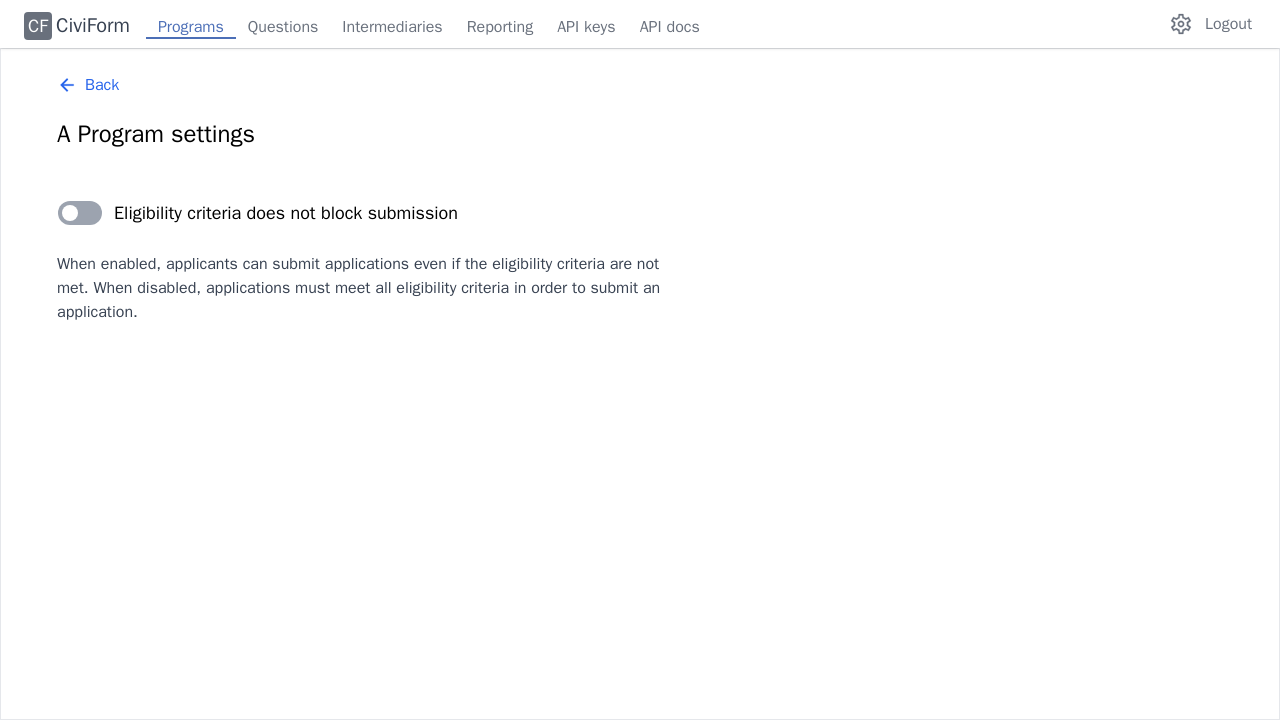 CF CiviForm Programs Questions Intermediaries Reporting API keys API docs Logout
Back
A Program settings
Eligibility criteria does not block submission
When enabled, applicants can submit applications even if the eligibility criteria are not
met. When disabled, applications must meet all eligibility criteria in order to submit an
application.